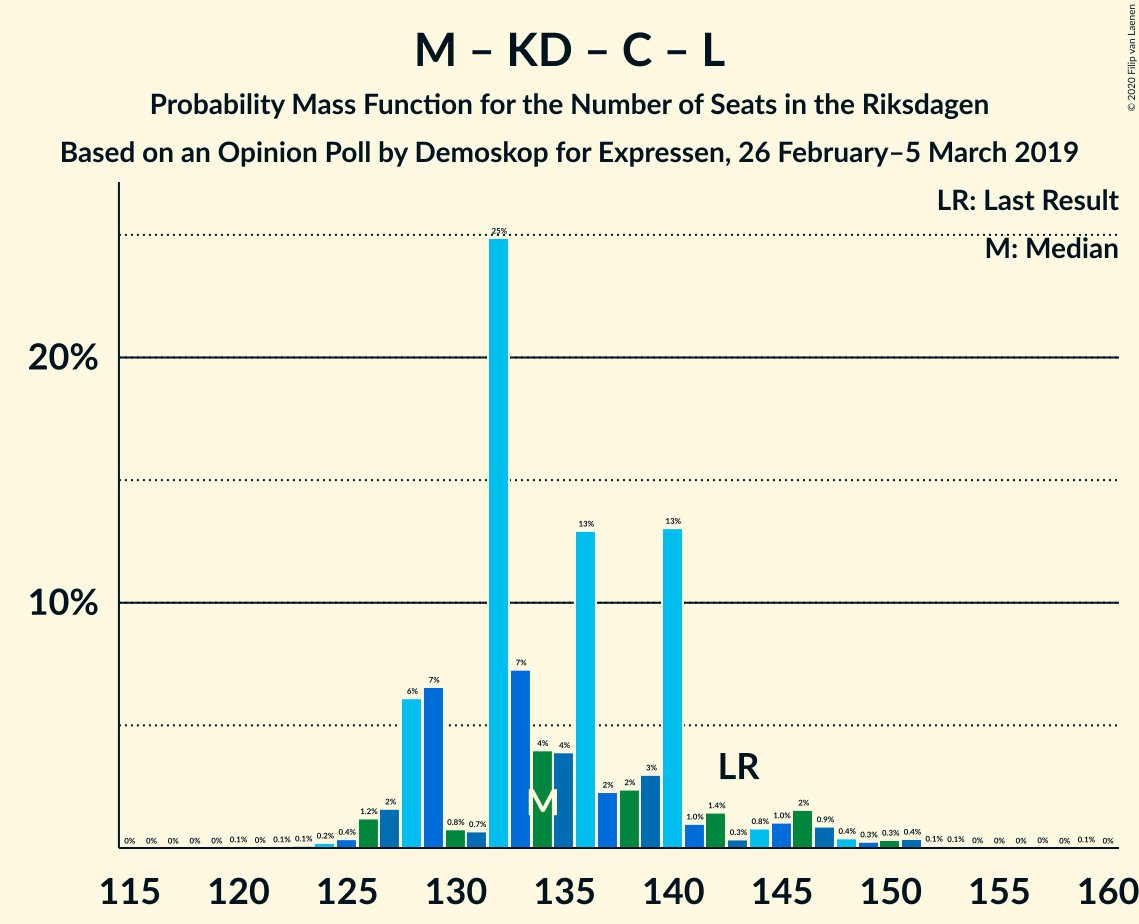 M – KD – C – L
Probability Mass Function for the Number of Seats in the Riksdagen
Based on an Opinion Poll by Demoskop for Expressen, 26 February–5 March 2019
© 2020 Filip van Laenen
LR: Last Result
M: Median
20%
10%
0% 0% 0% 0% 0% 0.1% 0% 0.1% 0.1% 0.2% 0.4% 1.2% 2% 6% 7% 0.8% 0.7% 25% 7% 4% 4% 13% 2% 2% 3% 13% 1.0% 1.4% 0.3% 0.8% 1.0% 2% 0.9% 0.4% 0.3% 0.3% 0.4% 0.1% 0.1% 0% 0% 0% 0% 0% 0.1% 0%
M
LR
115 120 125 130 135 140 145 150 155 160